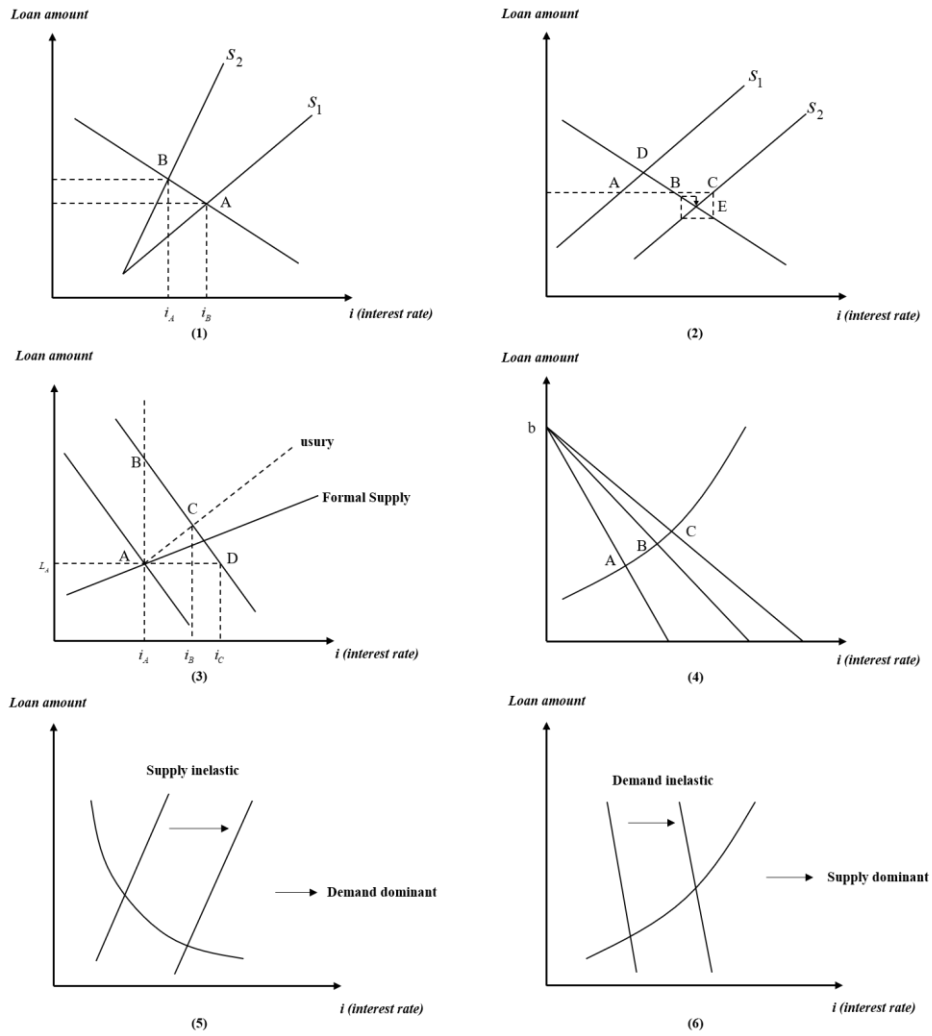 Loan amount
S2
S1
B
A
iA
iB
i (interest rate)
(1)
Loan amount
S1
S2
D
A
B
C
E
i (interest rate)
(2)
Loan amount
usury
B
C
Formal Supply
A
D
LA
iA
iB
iC
i (interest rate)
(3)
Loan amount
b
C
B
A
i (interest rate)
(4)
Loan amount
Supply inelastic
Demand dominant
i (interest rate)
(5)
Loan amount
Demand inelastic
Supply dominant
i (interest rate)
(6)